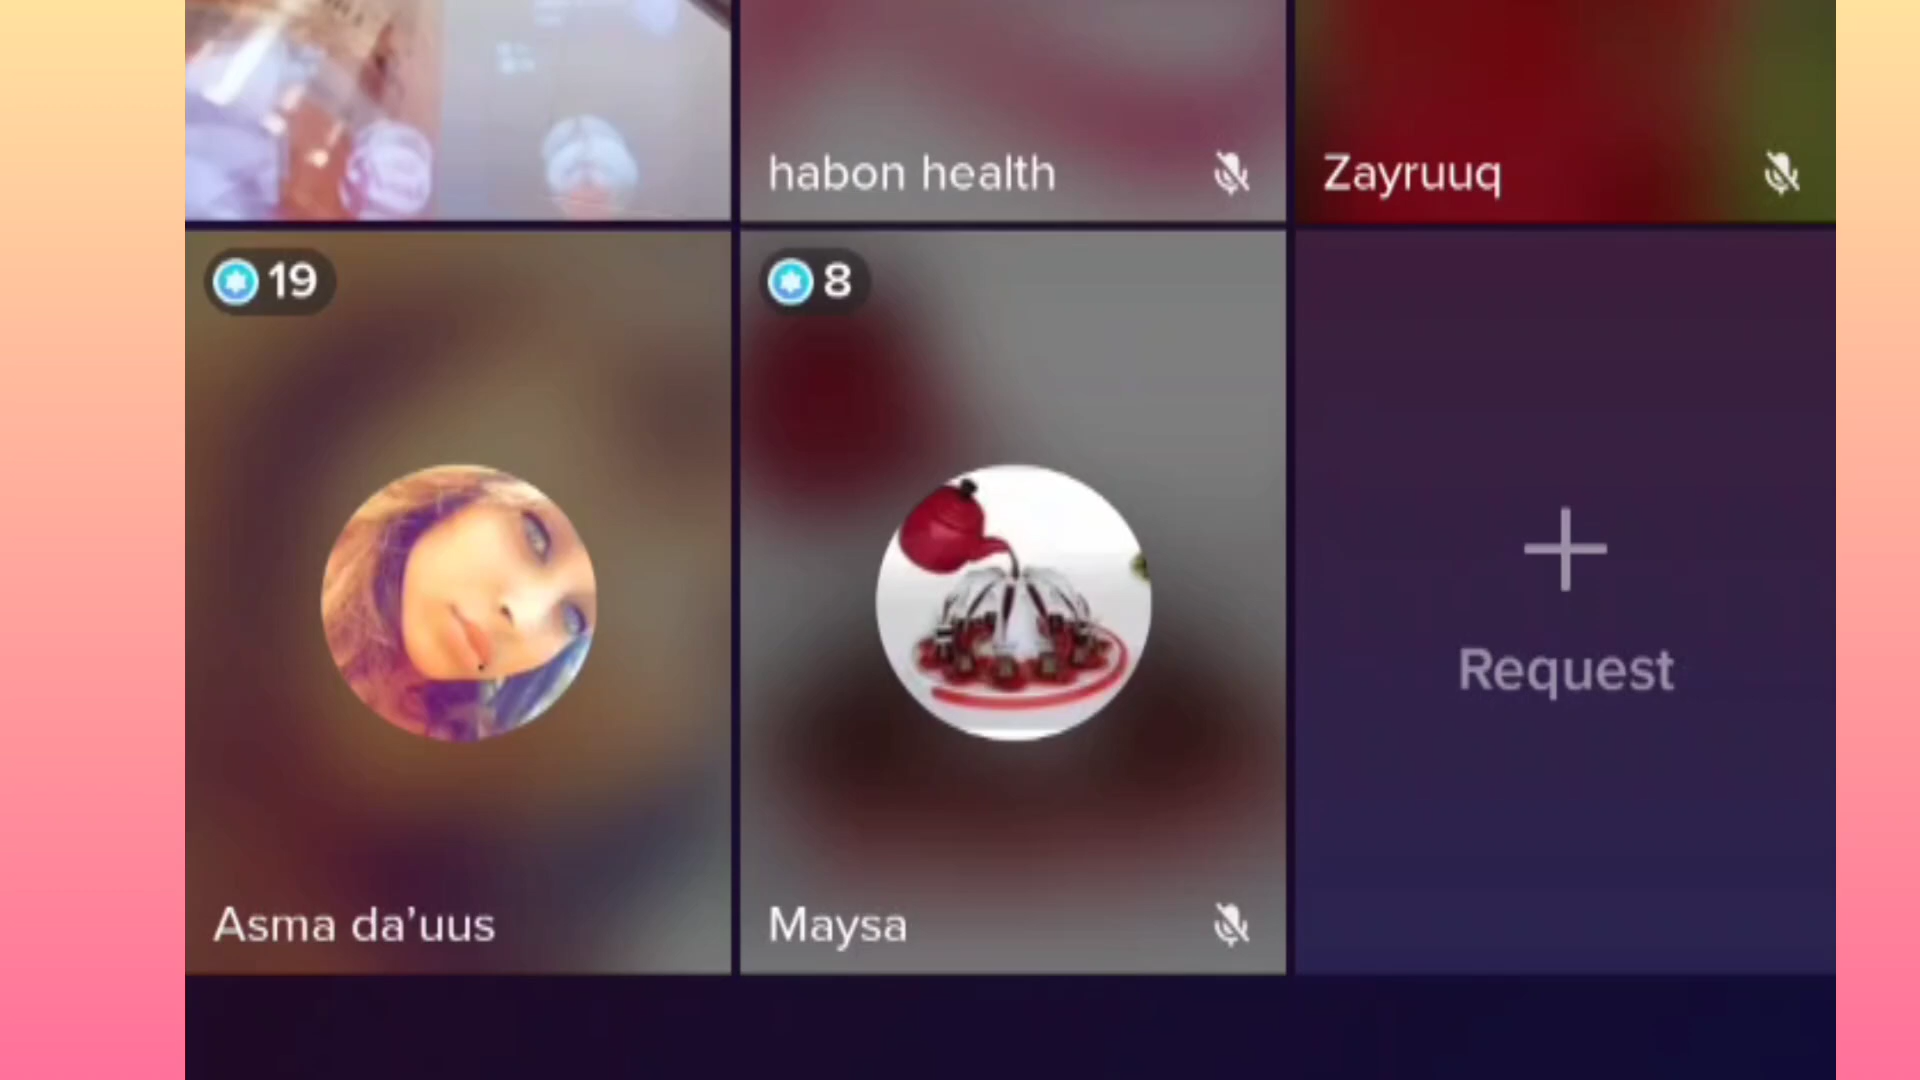 habon health
Zayruuq
19
8
Request
Asma da'uus
Maysa